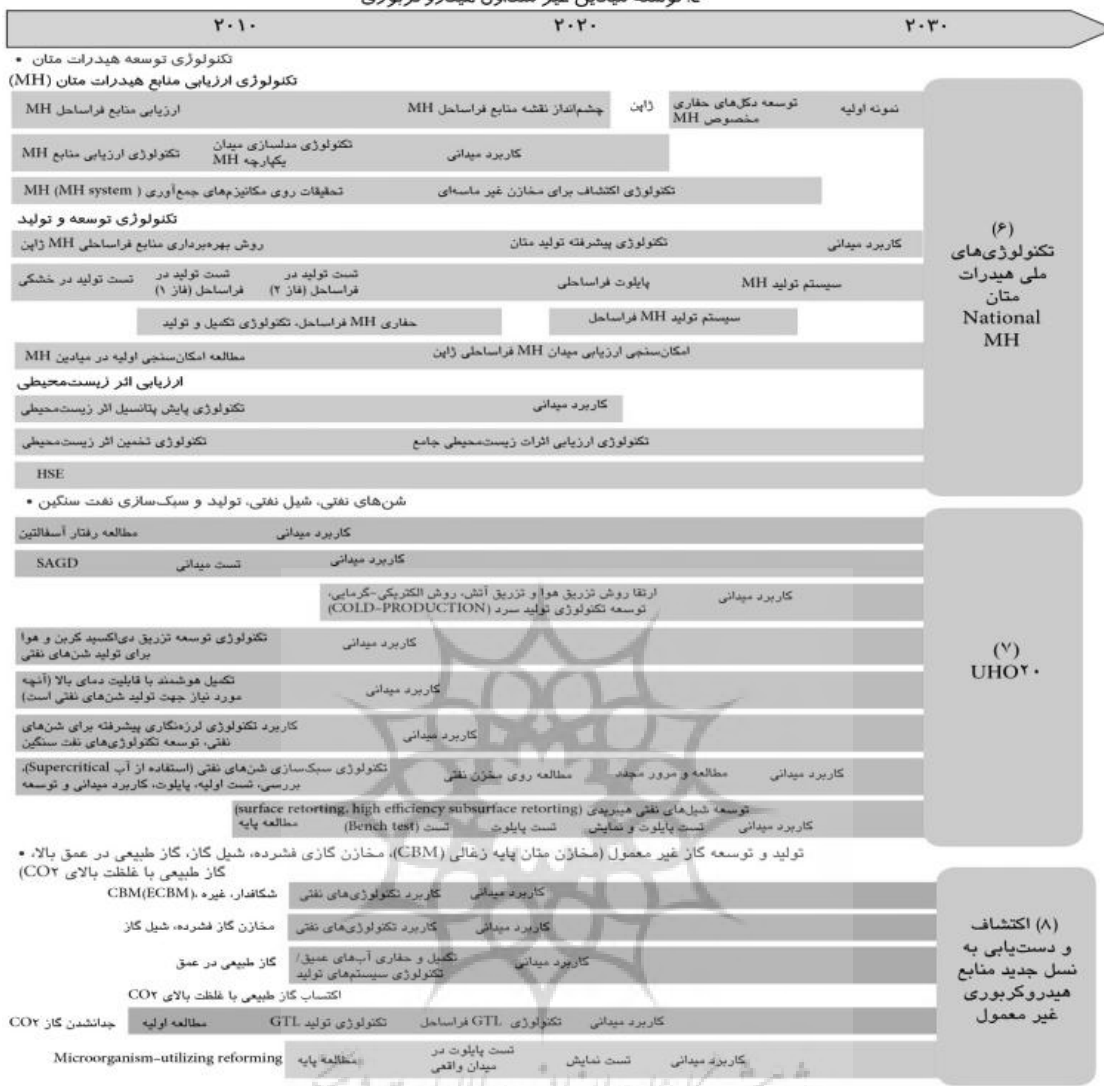 ۲۰۱۰ ۲۰۲۰ ۲۰۳۰
▪ تکنولوژی توسعه هیدرات متان
تکنولوژی ارزیابی منابع هیدرات متان (MH)
ارزیابی منابع فراساحل MH
چشم‌انداز نقشه منابع فراساحل MH
ژاپن
توسعه دکل‌های حفاری
مخصوص MH
نمونه اولیه
تکنولوژی ارزیابی منابع MH
تکنولوژی مدلسازی میدان
یکپارچه MH
کاربرد میدانی
تحقیقات روی مکانیزم‌های جمع‌آوری MH (MH system )
تکنولوژی اکتشاف برای مخازن غیر ماسه‌ای
تکنولوژی توسعه و تولید
روش بهره‌برداری منابع فراساحلی MH ژاپن
تکنولوژی پیشرفته تولید متان
کاربرد میدانی
تست تولید در خشکی
تست تولید در
فراساحل (فاز ۱)
تست تولید در
فراساحل (فاز ۲)
پایلوت فراساحلی
سیستم تولید MH
حفاری MH فراساحل، تکنولوژی تکمیل و تولید
سیستم تولید MH فراساحل
مطالعه امکان‌سنجی اولیه در میادین MH
امکان‌سنجی ارزیابی میدان MH فراساحلی ژاپن
ارزیابی اثر زیست‌محیطی
تکنولوژی پایش پتانسیل اثر زیست‌محیطی
کاربرد میدانی
تکنولوژی تخمین اثر زیست‌محیطی
تکنولوژی ارزیابی اثرات زیست‌محیطی جامع
HSE
(۶)
تکنولوژی‌های
ملی هیدرات
متان
National
MH
▪ شن‌های نفتی، شیل نفتی، تولید و سبک‌سازی نفت سنگین
مطالعه رفتار آسفالتین
کاربرد میدانی
SAGD
تست میدانی
کاربرد میدانی
ارتقا روش تزریق هوا و تزریق آتش، روش الکتریکی-گرمایی،
توسعه تکنولوژی تولید سرد (COLD-PRODUCTION)
کاربرد میدانی
تکنولوژی توسعه تزریق دی‌اکسید کربن و هوا
برای تولید شن‌های نفتی
کاربرد میدانی
تکمیل هوشمند با قابلیت دمای بالا (آنچه
مورد نیاز جهت تولید شن‌های نفتی است)
کاربرد میدانی
کاربرد تکنولوژی لرزه‌نگاری پیشرفته برای شن‌های
نفتی، توسعه تکنولوژی‌های نفت سنگین
کاربرد میدانی
تکنولوژی سبک‌سازی شن‌های نفتی (استفاده از آب Supercritical)،
بررسی، تست اولیه، پایلوت، کاربرد میدانی و توسعه
مطالعه روی مخزن نفتی
مطالعه و مرور مجدد
کاربرد میدانی
توسعه شیل‌های نفتی هیبریدی (surface retorting, high efficiency subsurface retorting)
مطالعه پایه
تست (Bench test)
تست پایلوت
تست پایلوت و نمایش
کاربرد میدانی
(۷)
UHO۲۰
▪ تولید و توسعه گاز غیر معمول (مخازن متان پایه زغالی (CBM)، مخازن گازی فشرده، شیل گاز، گاز طبیعی در عمق بالا،
گاز طبیعی با غلظت بالای CO۲)
شکافدار، غیره ،CBM(ECBM)
کاربرد تکنولوژی‌های نفتی
کاربرد میدانی
مخازن گاز فشرده، شیل گاز
کاربرد تکنولوژی‌های نفتی
کاربرد میدانی
گاز طبیعی در عمق
تکمیل و حفاری آب‌های عمیق/
تکنولوژی سیستم‌های تولید
کاربرد میدانی
اکتساب گاز طبیعی با غلظت بالای CO۲
جداشدن گاز CO۲
مطالعه اولیه
تکنولوژی تولید GTL
تکنولوژی GTL فراساحل
کاربرد میدانی
Microorganism-utilizing reforming
مطالعه پایه
تست پایلوت در
میدان واقعی
تست نمایش
کاربرد میدانی
(۸) اکتشاف
و دست‌یابی به
نسل جدید منابع
هیدروکربوری
غیر معمول